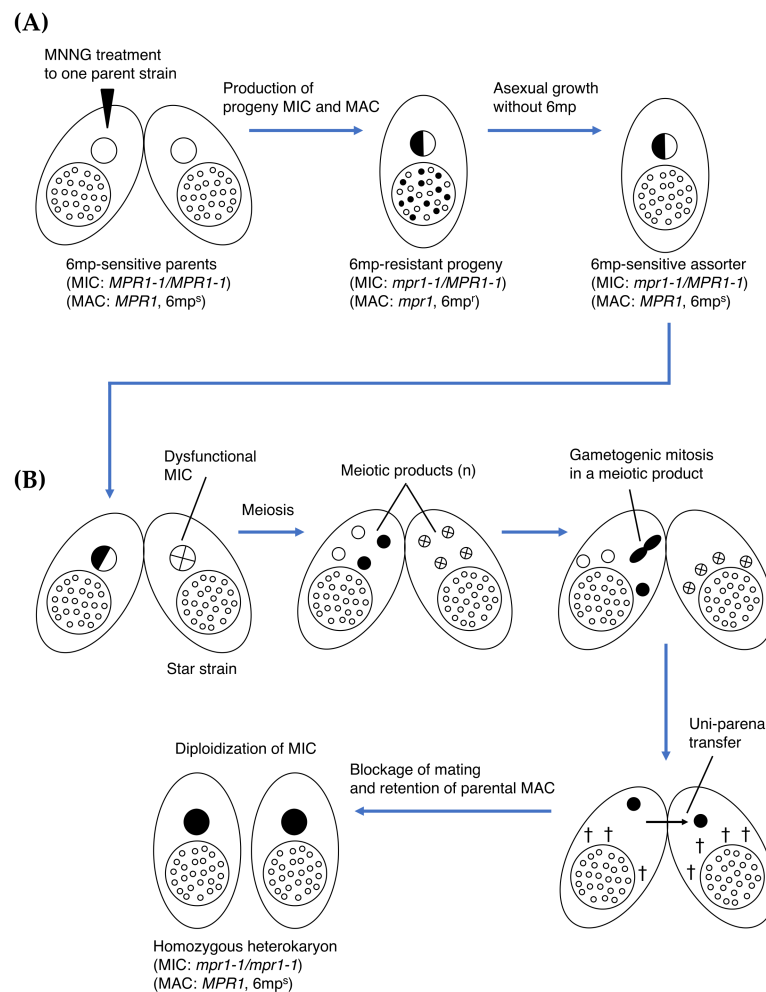 (A)
MNNG treatment
to one parent strain
Production of
progeny MIC and MAC
Asexual growth
without 6mp
6mp-sensitive parents
(MIC: MPR1-1/MPR1-1)
(MAC: MPR1, 6mpˢ)
6mp-resistant progeny
(MIC: mpr1-1/MPR1-1)
(MAC: mpr1, 6mpʳ)
6mp-sensitive assorter
(MIC: mpr1-1/MPR1-1)
(MAC: MPR1, 6mpˢ)
(B)
Dysfunctional
MIC
Meiosis
Meiotic products (n)
Gametogenic mitosis
in a meiotic product
Star strain
Uni-parena
transfer
Diploidization of MIC
Blockage of mating
and retention of parental MAC
Homozygous heterokaryon
(MIC: mpr1-1/mpr1-1)
(MAC: MPR1, 6mpˢ)